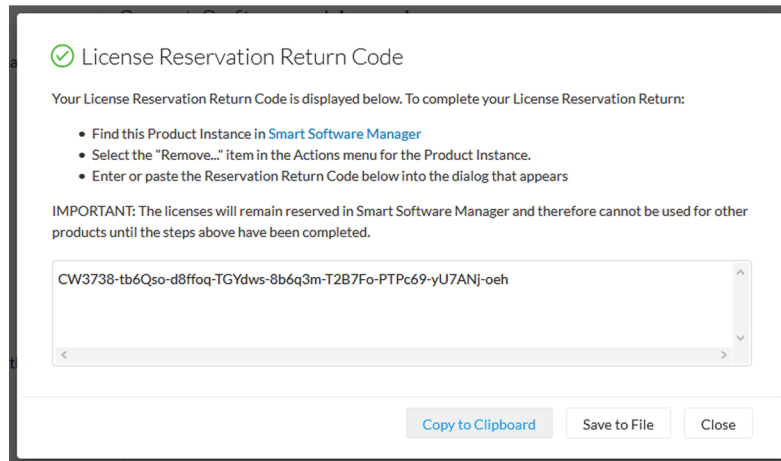 License Reservation Return Code
Your License Reservation Return Code is displayed below. To complete your License Reservation Return:
• Find this Product Instance in Smart Software Manager
• Select the "Remove..." item in the Actions menu for the Product Instance.
• Enter or paste the Reservation Return Code below into the dialog that appears
IMPORTANT: The licenses will remain reserved in Smart Software Manager and therefore cannot be used for other
products until the steps above have been completed.
CW3738-tb6Qso-d8ffoq-TGYdws-8b6q3m-T2B7Fo-PTPc69-yU7ANj-oeh
Copy to Clipboard Save to File Close